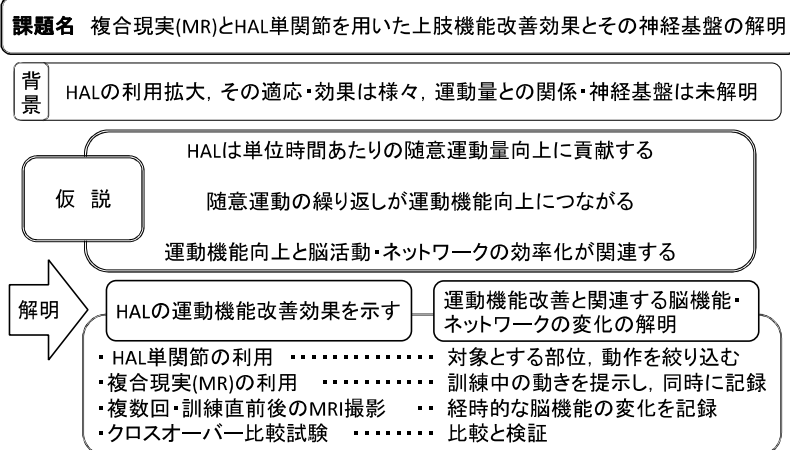 課題名 複合現実(MR)とHAL単関節を用いた上肢機能改善効果とその神経基盤の解明
背景
HALの利用拡大，その適応・効果は様々，運動量との関係・神経基盤は未解明
仮 説
HALは単位時間あたりの随意運動量向上に貢献する
随意運動の繰り返しが運動機能向上につながる
運動機能向上と脳活動・ネットワークの効率化が関連する
解明
HALの運動機能改善効果を示す
運動機能改善と関連する脳機能・
ネットワークの変化の解明
・HAL単関節の利用 ・・・・・・・・・・・・・・ 対象とする部位，動作を絞り込む
・複合現実(MR)の利用 ・・・・・・・・・・ 訓練中の動きを提示し，同時に記録
・複数回・訓練直前後のMRI撮影 ・・ 経時的な脳機能の変化を記録
・クロスオーバー比較試験 ・・・・・・・・ 比較と検証